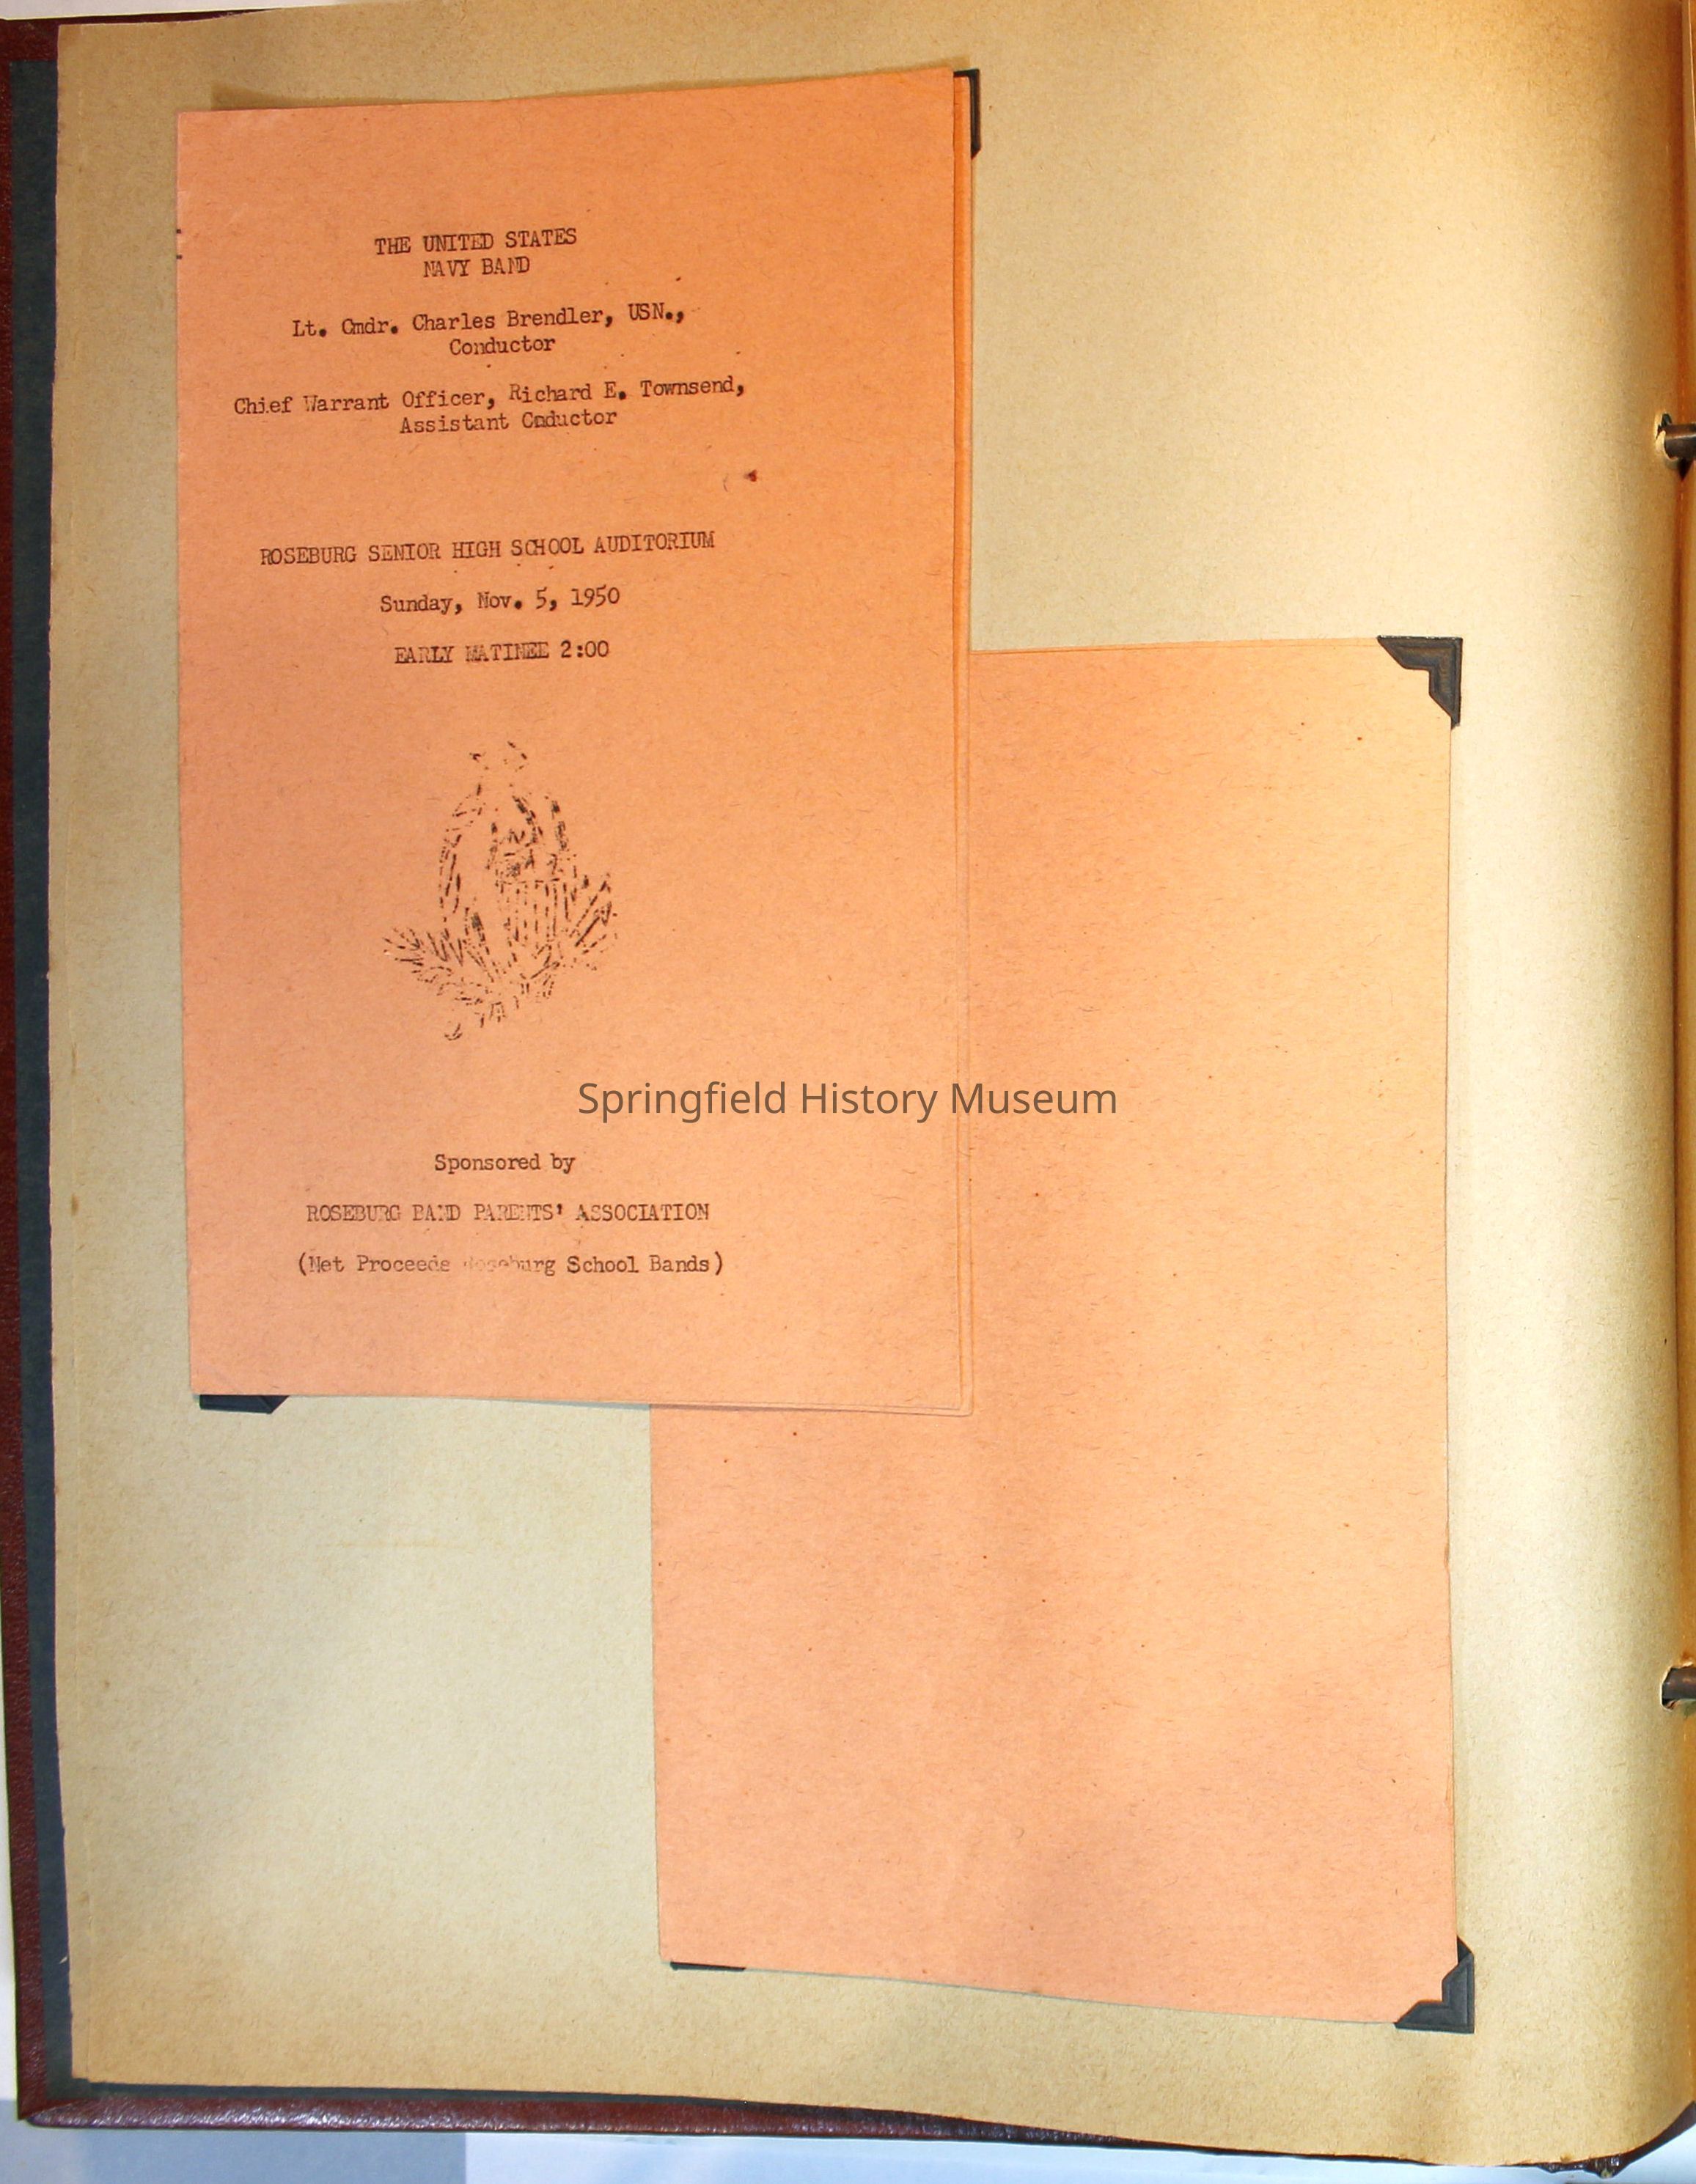 THE UNITED STATES
NAVY BAND
Lt. Cmdr. Charles Brendler, USN.,
Conductor
Chief Warrant Officer, Richard E. Townsend,
Assistant Cnductor
ROSEBURG SENIOR HIGH SCHOOL AUDITORIUM
Sunday, Nov. 5, 1950
EARLY MATINEE 2:00
Springfield History Museum
Sponsored by
ROSEBURG BAND PARENTS' ASSOCIATION
(Net Proceeds Roseburg School Bands)